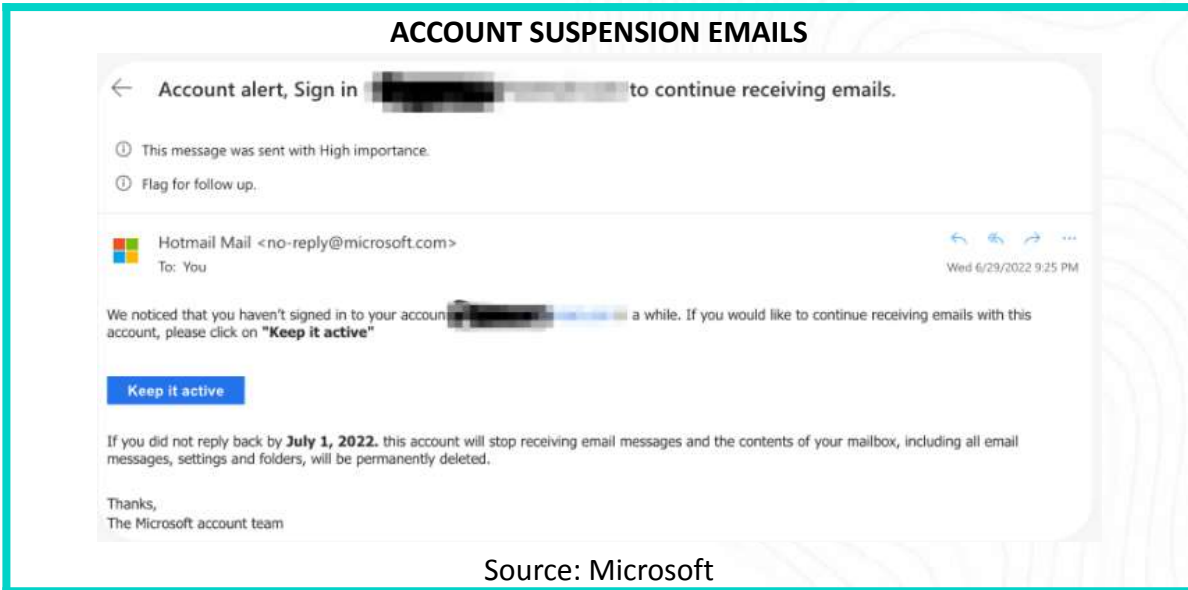 ACCOUNT SUSPENSION EMAILS
Account alert, Sign in to continue receiving emails.
This message was sent with High importance.
Flag for follow up.
Hotmail Mail <no-reply@microsoft.com>
To: You
Wed 6/29/2022 9:25 PM
We noticed that you haven't signed in to your accoun a while. If you would like to continue receiving emails with this
account, please click on "Keep it active"
Keep it active
If you did not reply back by July 1, 2022. this account will stop receiving email messages and the contents of your mailbox, including all email
messages, settings and folders, will be permanently deleted.
Thanks,
The Microsoft account team
Source: Microsoft